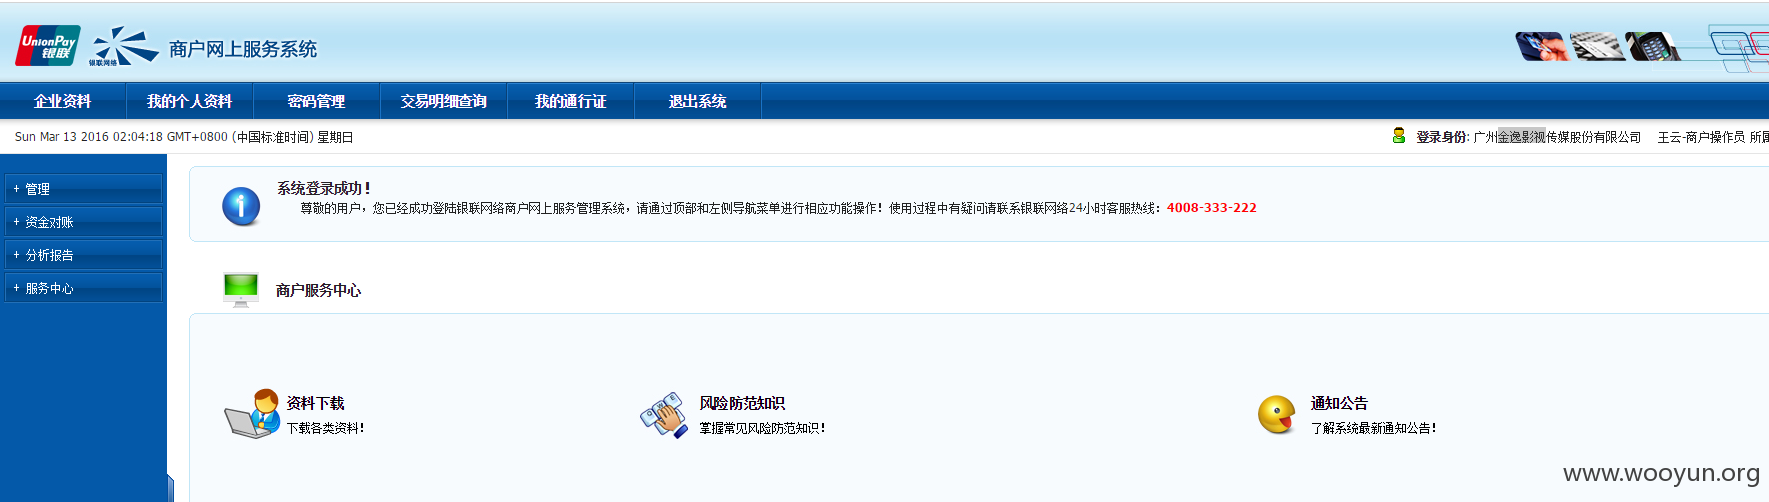 UnionPay
银联
银联网络
商户网上服务系统
企业资料 我的个人资料 密码管理 交易明细查询 我的通行证 退出系统
Sun Mar 13 2016 02:04:18 GMT+0800 (中国标准时间) 星期日
登录身份: 广州金逸影视传媒股份有限公司 王云-商户操作员 所属
+ 管理
+ 资金对账
+ 分析报告
+ 服务中心
系统登录成功！
尊敬的用户，您已经成功登陆银联网络商户网上服务管理系统，请通过顶部和左侧导航菜单进行相应功能操作！使用过程中有疑问请联系银联网络24小时客服热线：4008-333-222
商户服务中心
资料下载
下载各类资料！
风险防范知识
掌握常见风险防范知识！
通知公告
了解系统最新通知公告！
www.wooyun.org